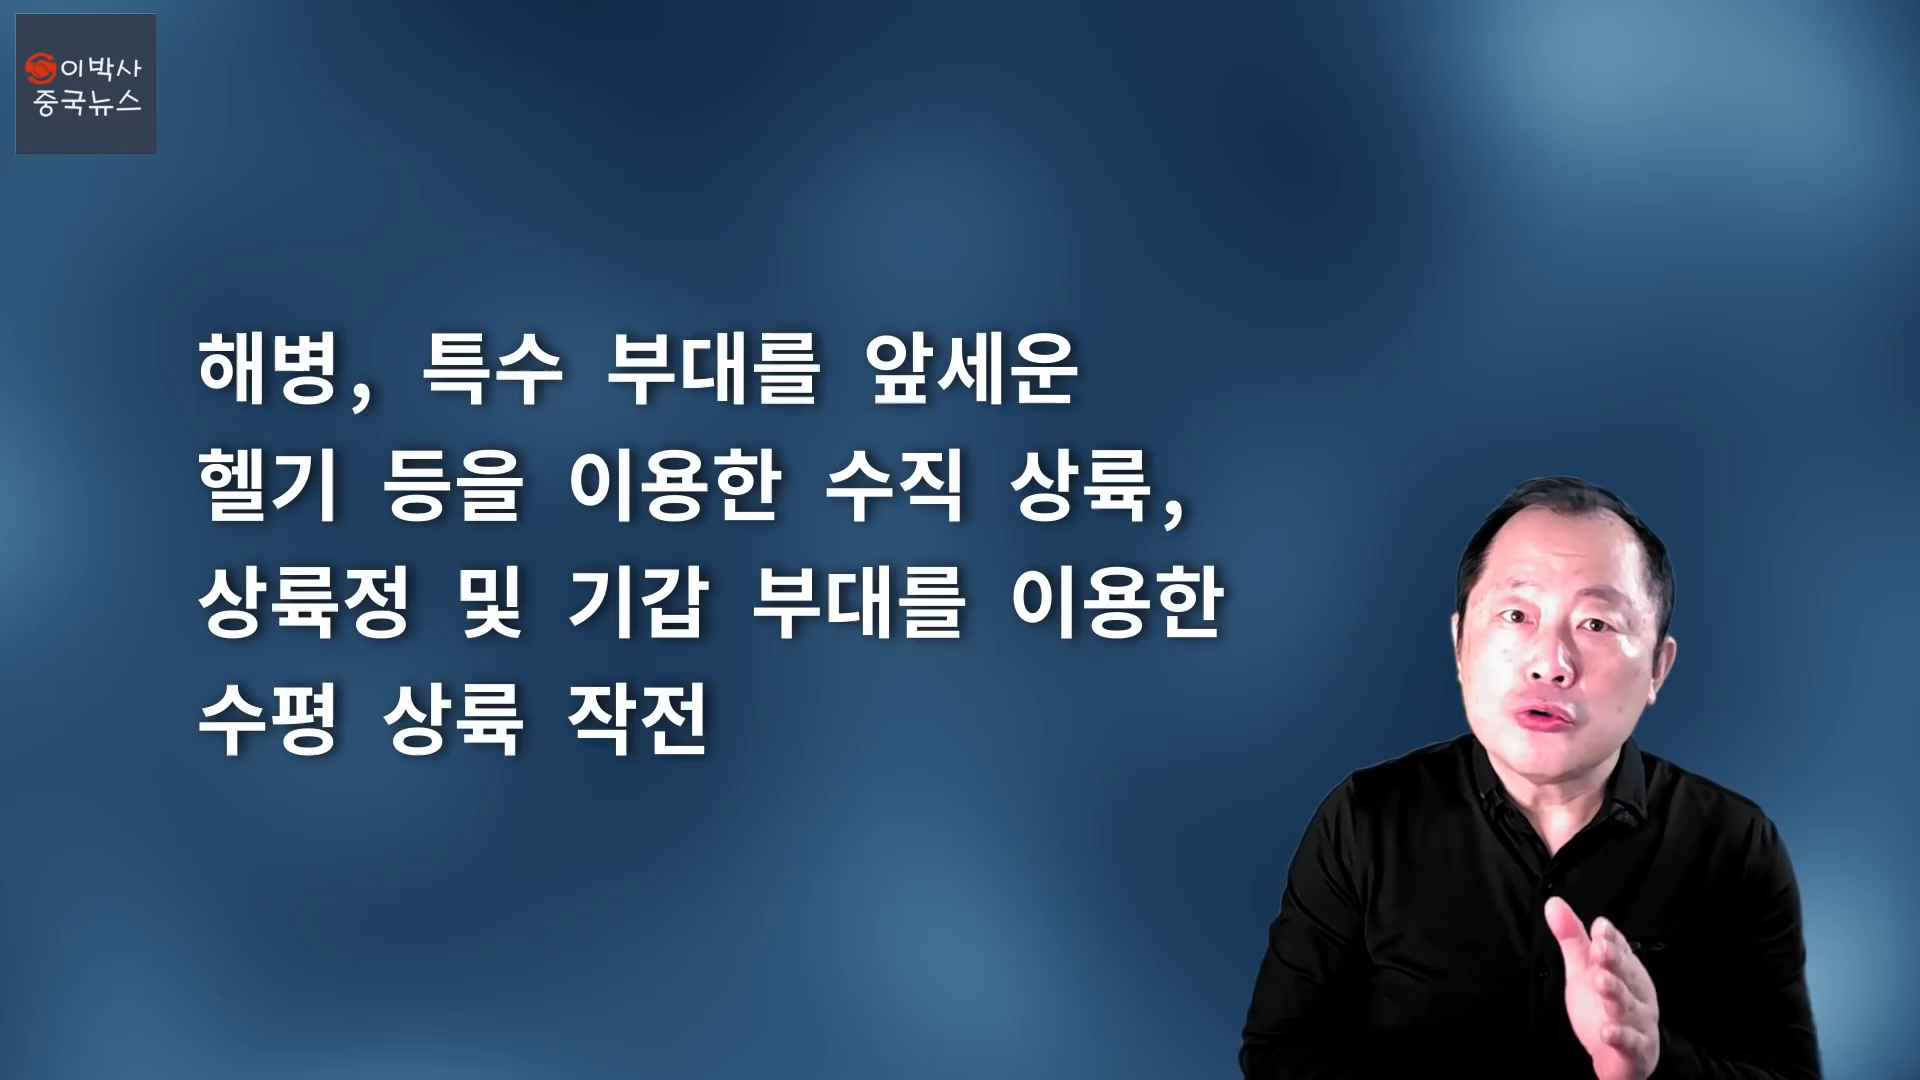 이박사
중국뉴스
해병, 특수 부대를 앞세운
헬기 등을 이용한 수직 상륙,
상륙정 및 기갑 부대를 이용한
수평 상륙 작전